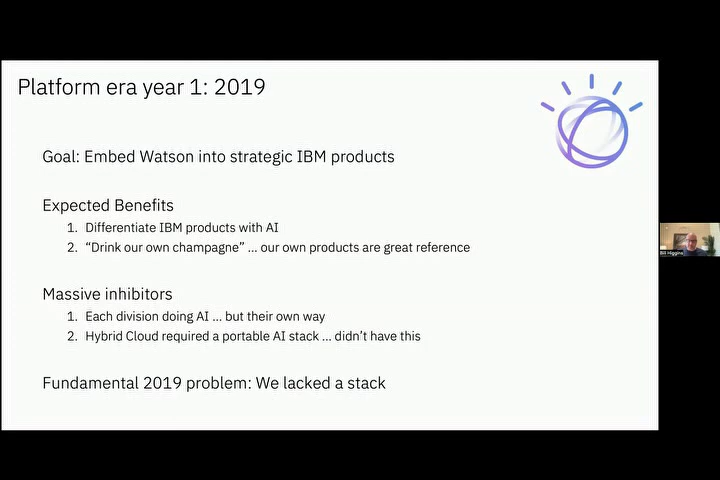 Platform era year 1: 2019
Goal: Embed Watson into strategic IBM products
Expected Benefits
1. Differentiate IBM products with AI
2. “Drink our own champagne” ... our own products are great reference
Massive inhibitors
1. Each division doing AI ... but their own way
2. Hybrid Cloud required a portable AI stack ... didn’t have this
Fundamental 2019 problem: We lacked a stack
Bill Higgins